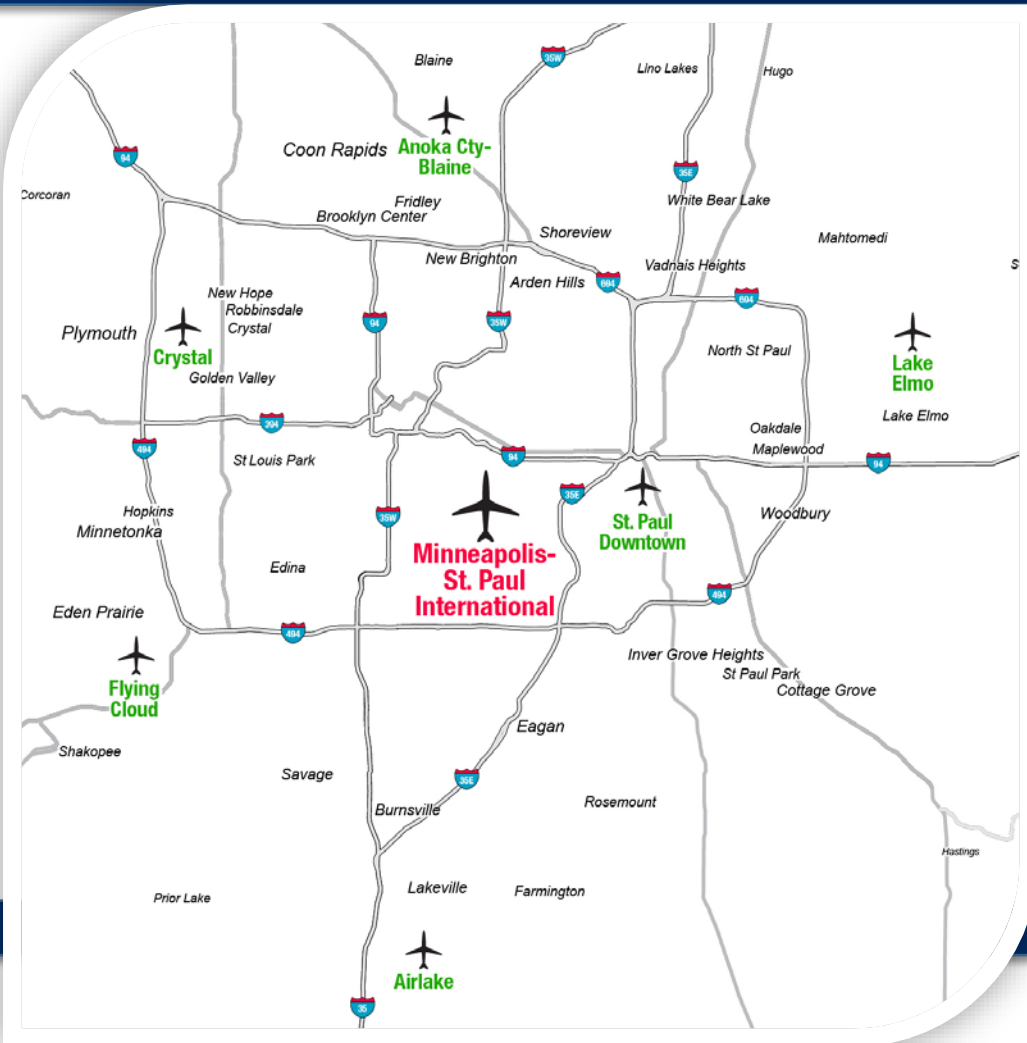 Blaine
35W
Lino Lakes
Hugo
Coon Rapids
Anoka Cty-
Blaine
94
35E
Corcoran
Fridley
Brooklyn Center
White Bear Lake
Shoreview
Mahtomedi
New Brighton
Vadnais Heights
Arden Hills
694
694
New Hope
Robbinsdale
Crystal
Plymouth
94
35W
Crystal
North St Paul
Lake
Elmo
Golden Valley
394
Lake Elmo
Oakdale
Maplewood
494
St Louis Park
94
94
35E
Hopkins
Minnetonka
35W
St. Paul
Downtown
Woodbury
Minneapolis-
St. Paul
International
Edina
494
Eden Prairie
494
Inver Grove Heights
St Paul Park
Cottage Grove
Flying
Cloud
Eagan
Shakopee
Savage
35E
Burnsville
Rosemount
Hastings
Prior Lake
Lakeville
Farmington
Airlake
35